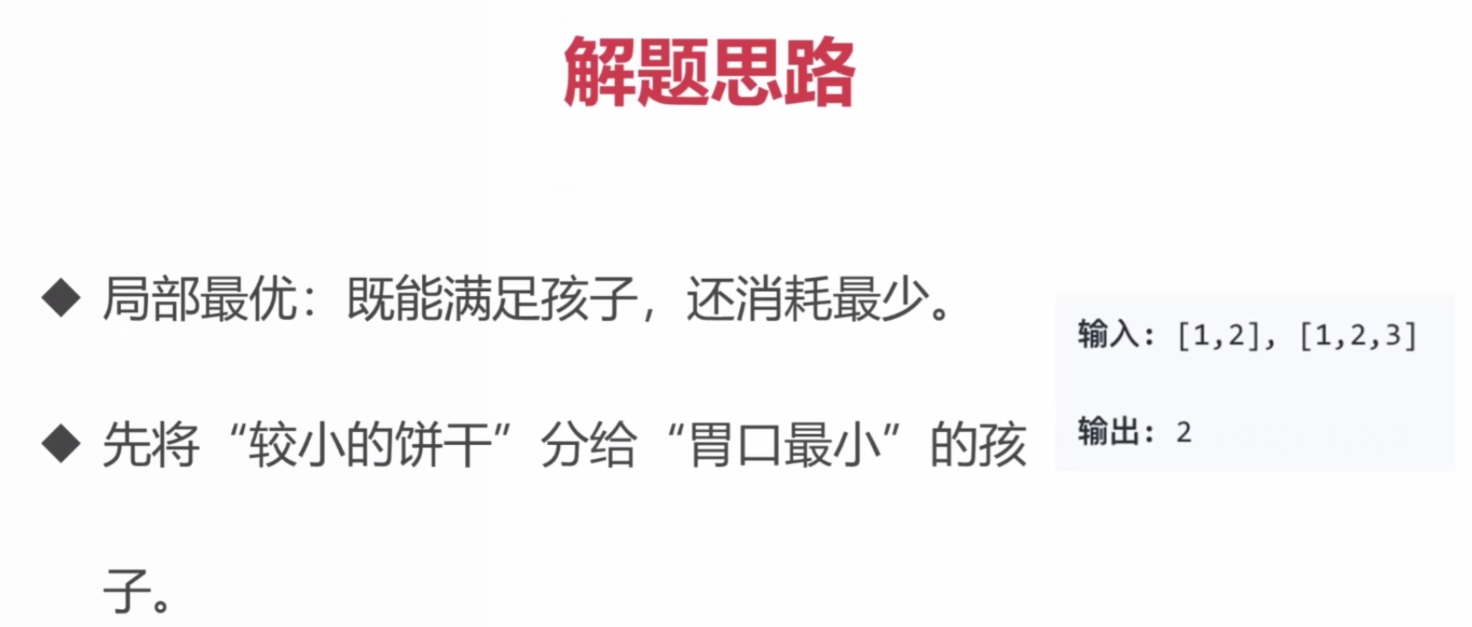 解题思路
◆ 局部最优：既能满足孩子，还消耗最少。
◆ 先将“较小的饼干”分给“胃口最小”的孩
子。
输入: [1,2], [1,2,3]
输出: 2